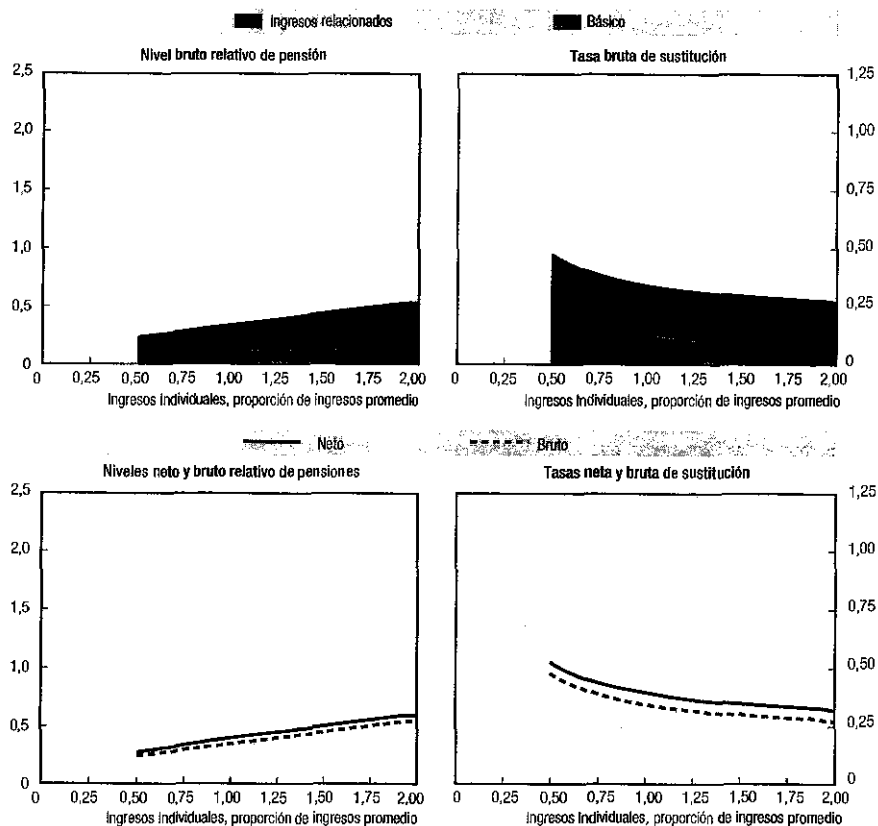 Ingresos relacionados Básico
Nivel bruto relativo de pensión
2,5
2,0
1,5
1,0
0,5
0
0 0,25 0,50 0,75 1,00 1,25 1,50 1,75 2,00
Ingresos individuales, proporción de ingresos promedio
Tasa bruta de sustitución
1,25
1,00
0,75
0,50
0,25
0
0 0,25 0,50 0,75 1,00 1,25 1,50 1,75 2,00
Ingresos individuales, proporción de ingresos promedio
Neto Bruto
Niveles neto y bruto relativo de pensiones
2,5
2,0
1,5
1,0
0,5
0
0 0,25 0,50 0,75 1,00 1,25 1,50 1,75 2,00
Ingresos individuales, proporción de ingresos promedio
Tasas neta y bruta de sustitución
1,25
1,00
0,75
0,50
0,25
0
0 0,25 0,50 0,75 1,00 1,25 1,50 1,75 2,00
Ingresos individuales, proporción de ingresos promedio